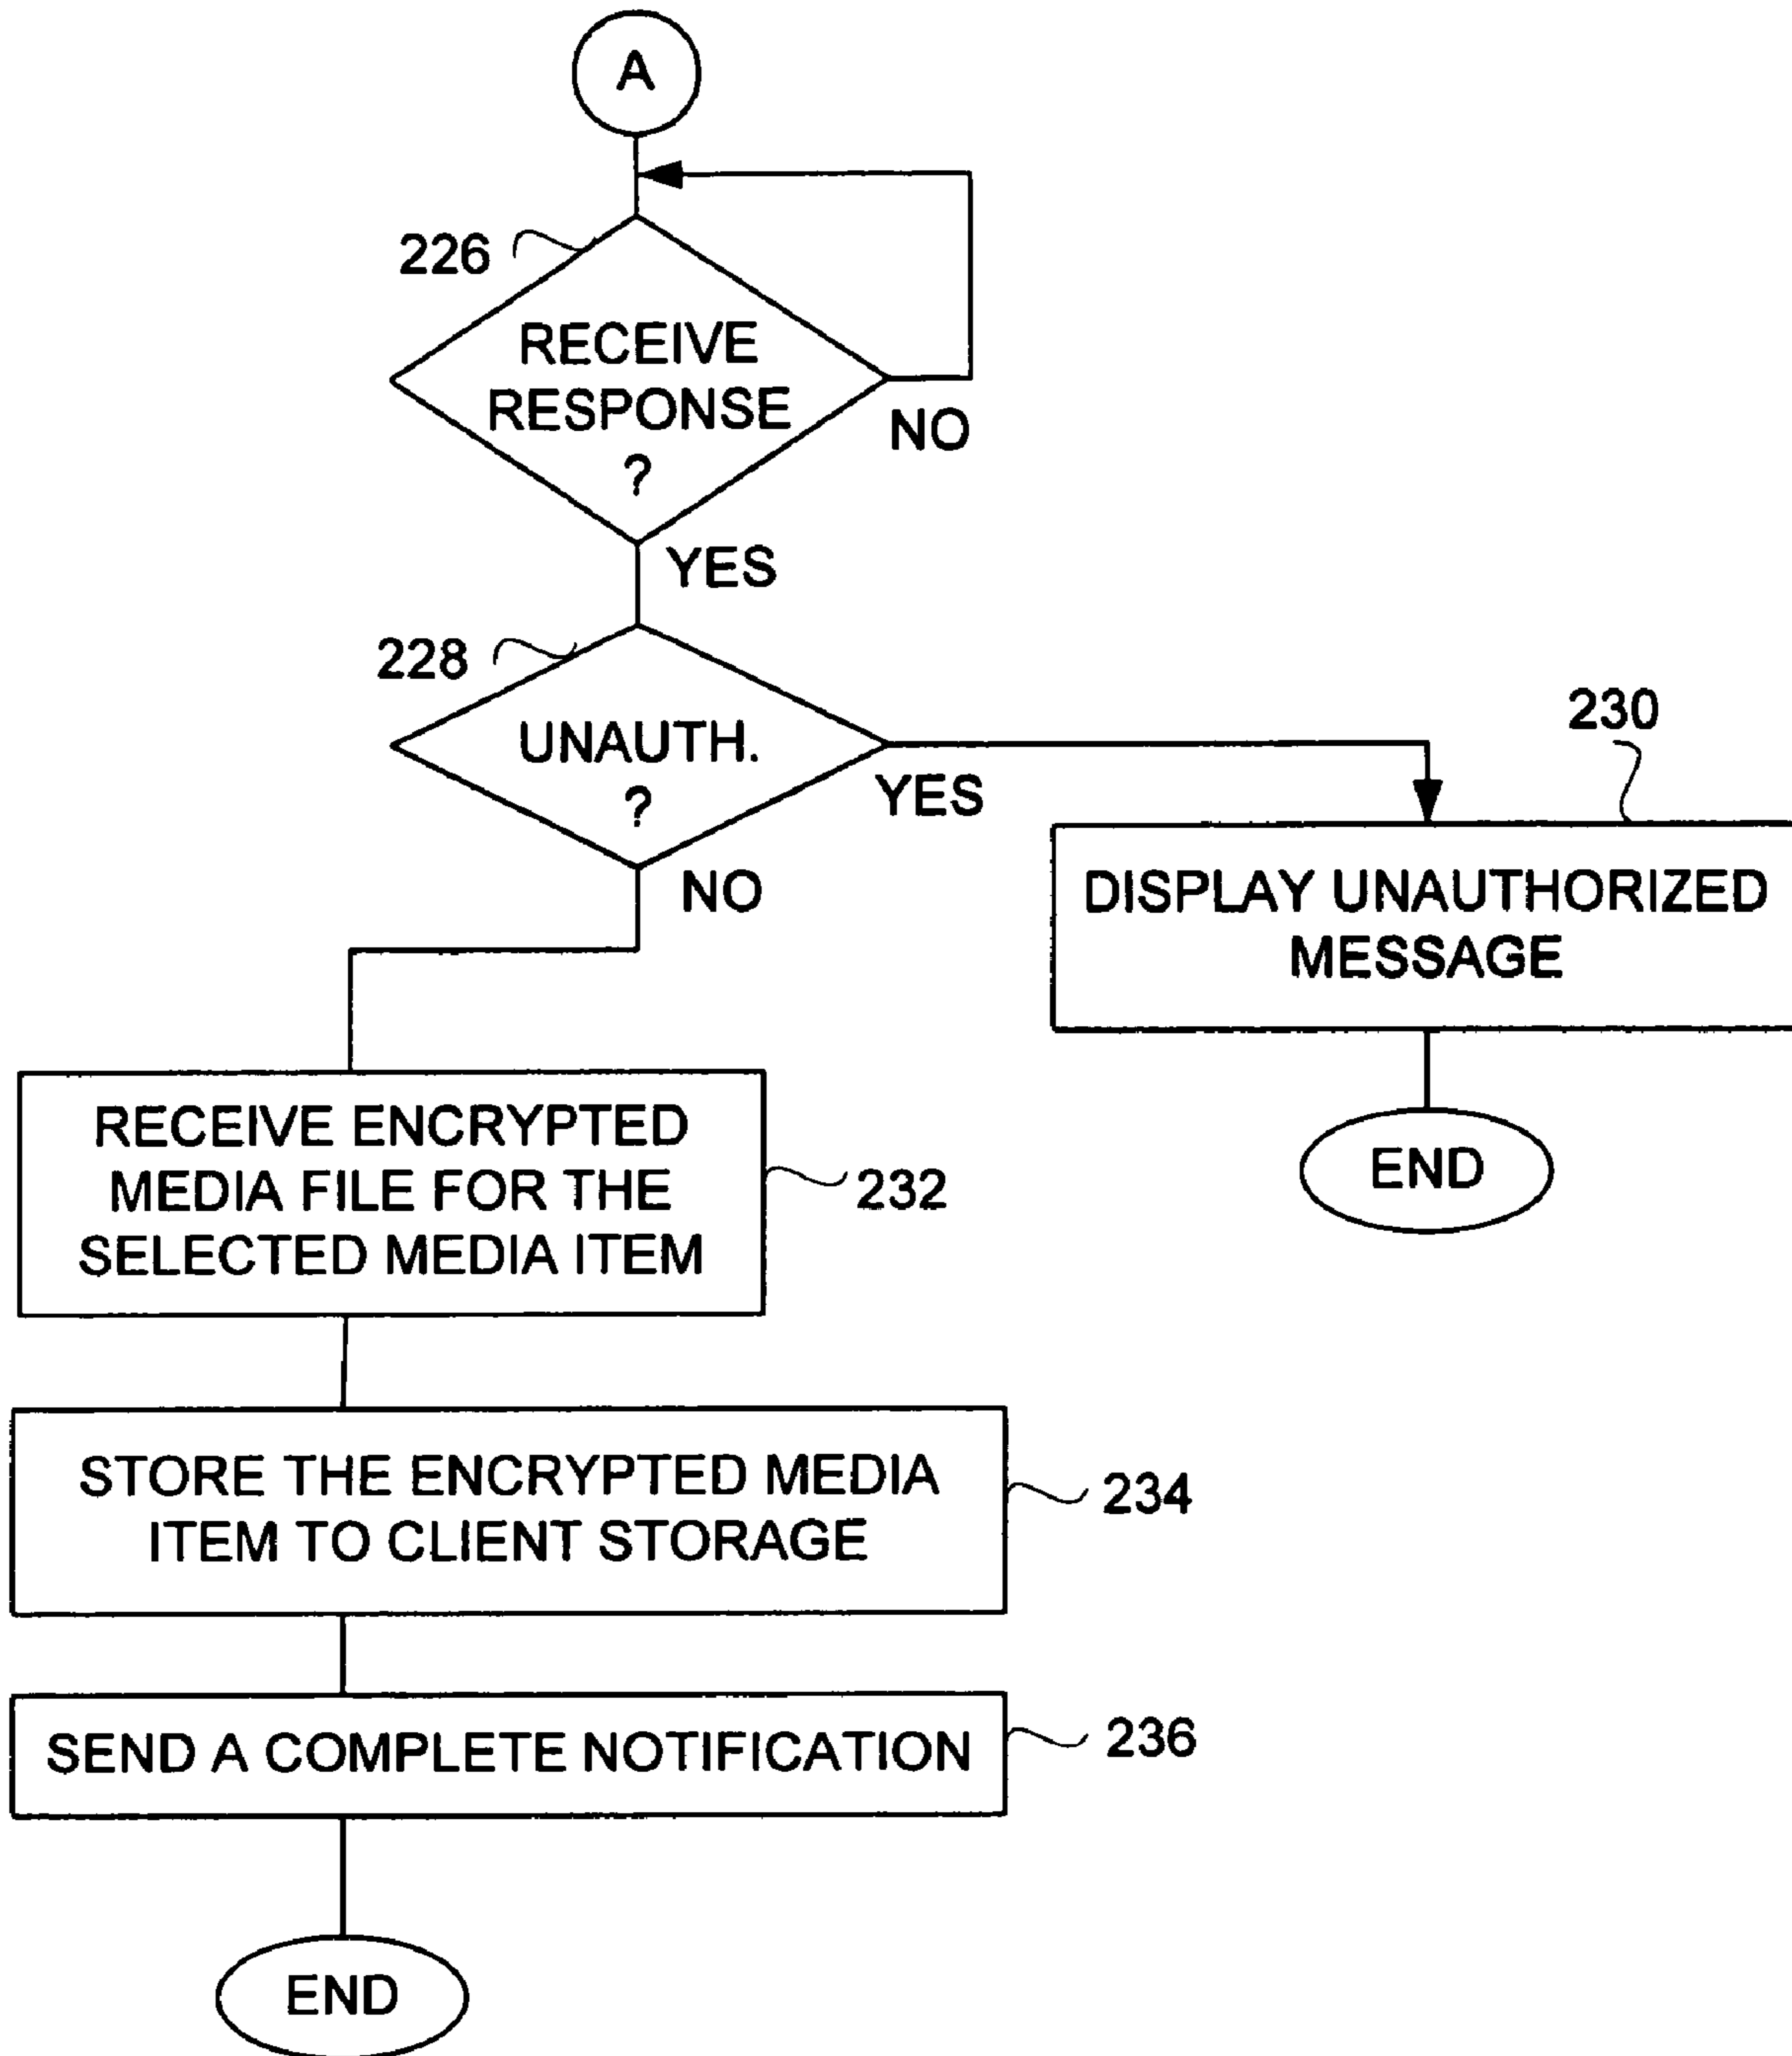 A
226
RECEIVE
RESPONSE
?
NO
YES
228
UNAUTH.
?
YES
NO
230
DISPLAY UNAUTHORIZED
MESSAGE
END
RECEIVE ENCRYPTED
MEDIA FILE FOR THE
SELECTED MEDIA ITEM
232
STORE THE ENCRYPTED MEDIA
ITEM TO CLIENT STORAGE
234
SEND A COMPLETE NOTIFICATION
236
END